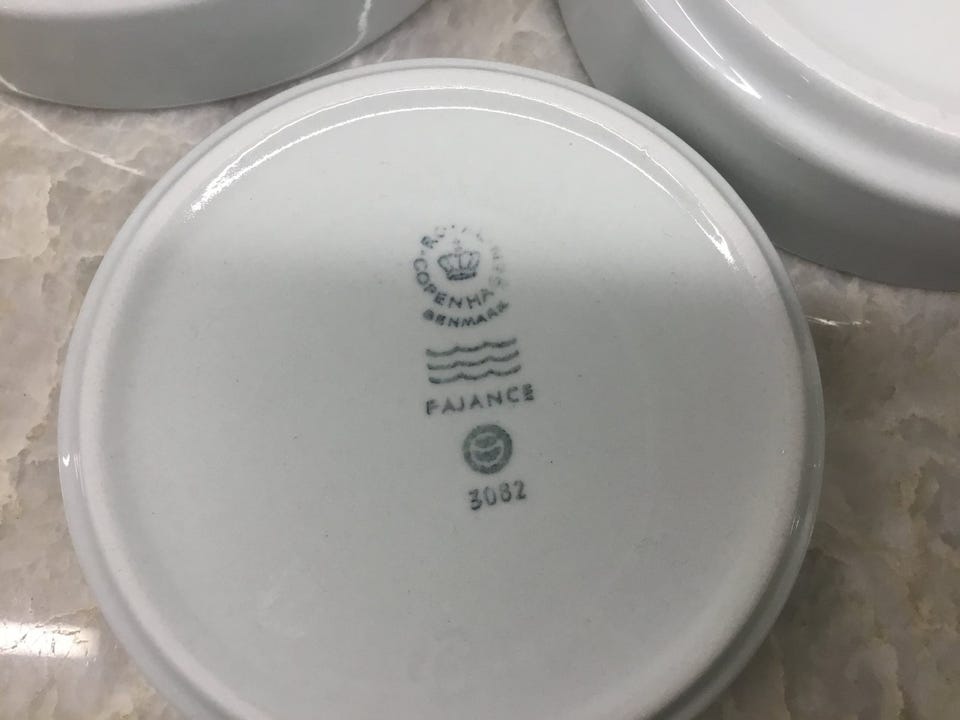 ROYAL COPENHAGEN
DENMARK
FAJANCE
3082